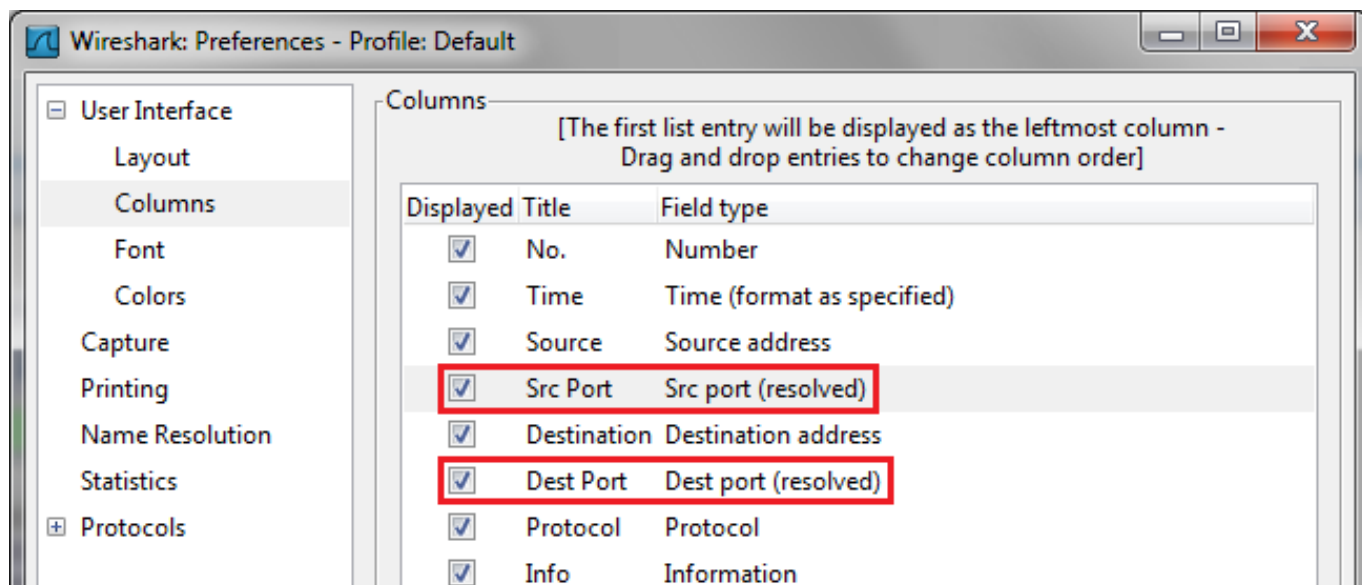 Wireshark: Preferences - Profile: Default
User Interface
Layout
Columns
Font
Colors
Capture
Printing
Name Resolution
Statistics
Protocols
Columns
[The first list entry will be displayed as the leftmost column -
Drag and drop entries to change column order]
Displayed Title Field type
No. Number
Time Time (format as specified)
Source Source address
Src Port Src port (resolved)
Destination Destination address
Dest Port Dest port (resolved)
Protocol Protocol
Info Information